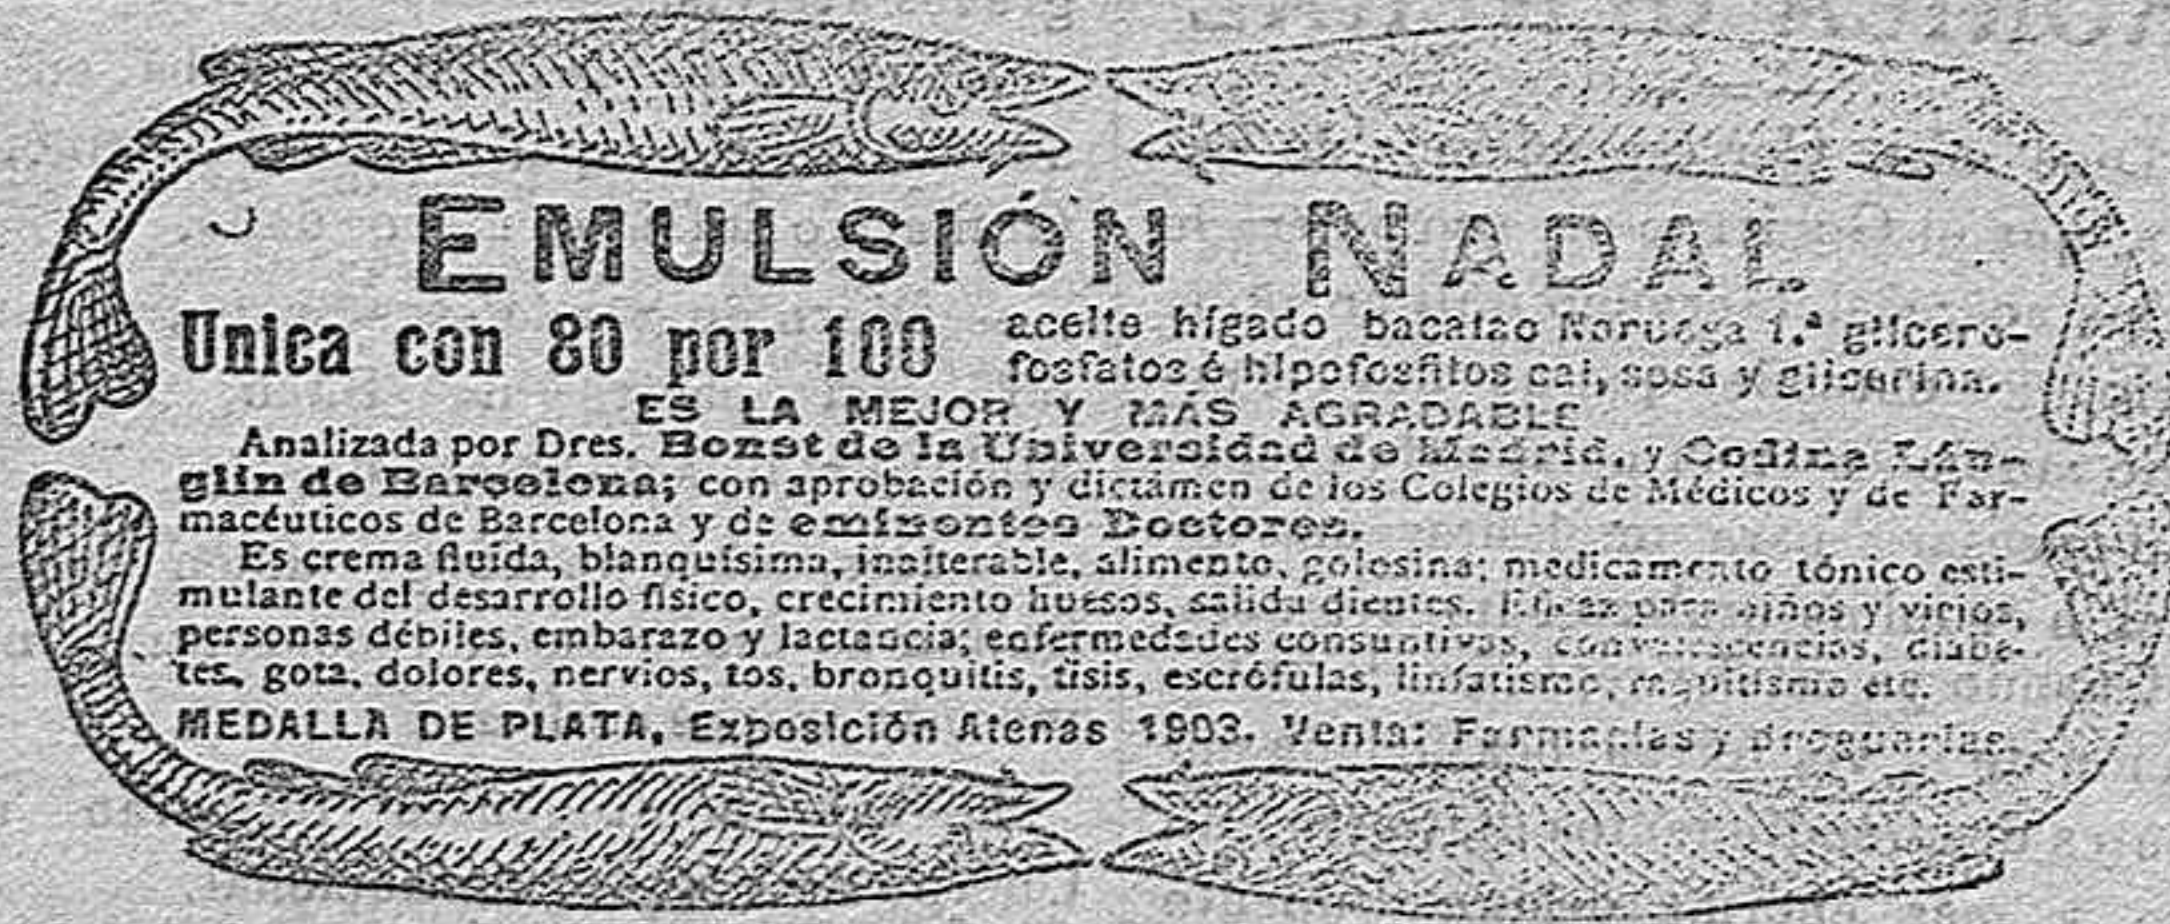 EMULSIÓN NADAL
Unica con 80 por 100 aceite hígado bacalao Noruega 1.ª glicero-
fosfatos é hipofosfitos cal, sosa y glicerina.
ES LA MEJOR Y MÁS AGRADABLE
Analizada por Dres. Bonet de la Universidad de Madrid, y Codina Län-
glin de Barcelona; con aprobación y dictámen de los Colegios de Médicos y de Far-
macéuticos de Barcelona y de eminentes Doctores.
Es crema fluída, blanquísima, inalterable, alimento, golosina; medicamento tónico esti-
mulante del desarrollo físico, crecimiento huesos, salida dientes. Eficaz para niños y viejos,
personas débiles, embarazo y lactancia; enfermedades consuntivas, convalescencias, diabe-
tes, gota, dolores, nervios, tos, bronquitis, tisis, escrófulas, linfatismo, raquitismo etc.
MEDALLA DE PLATA, Exposición Atenas 1903. Venta: Farmacias y droguerías.